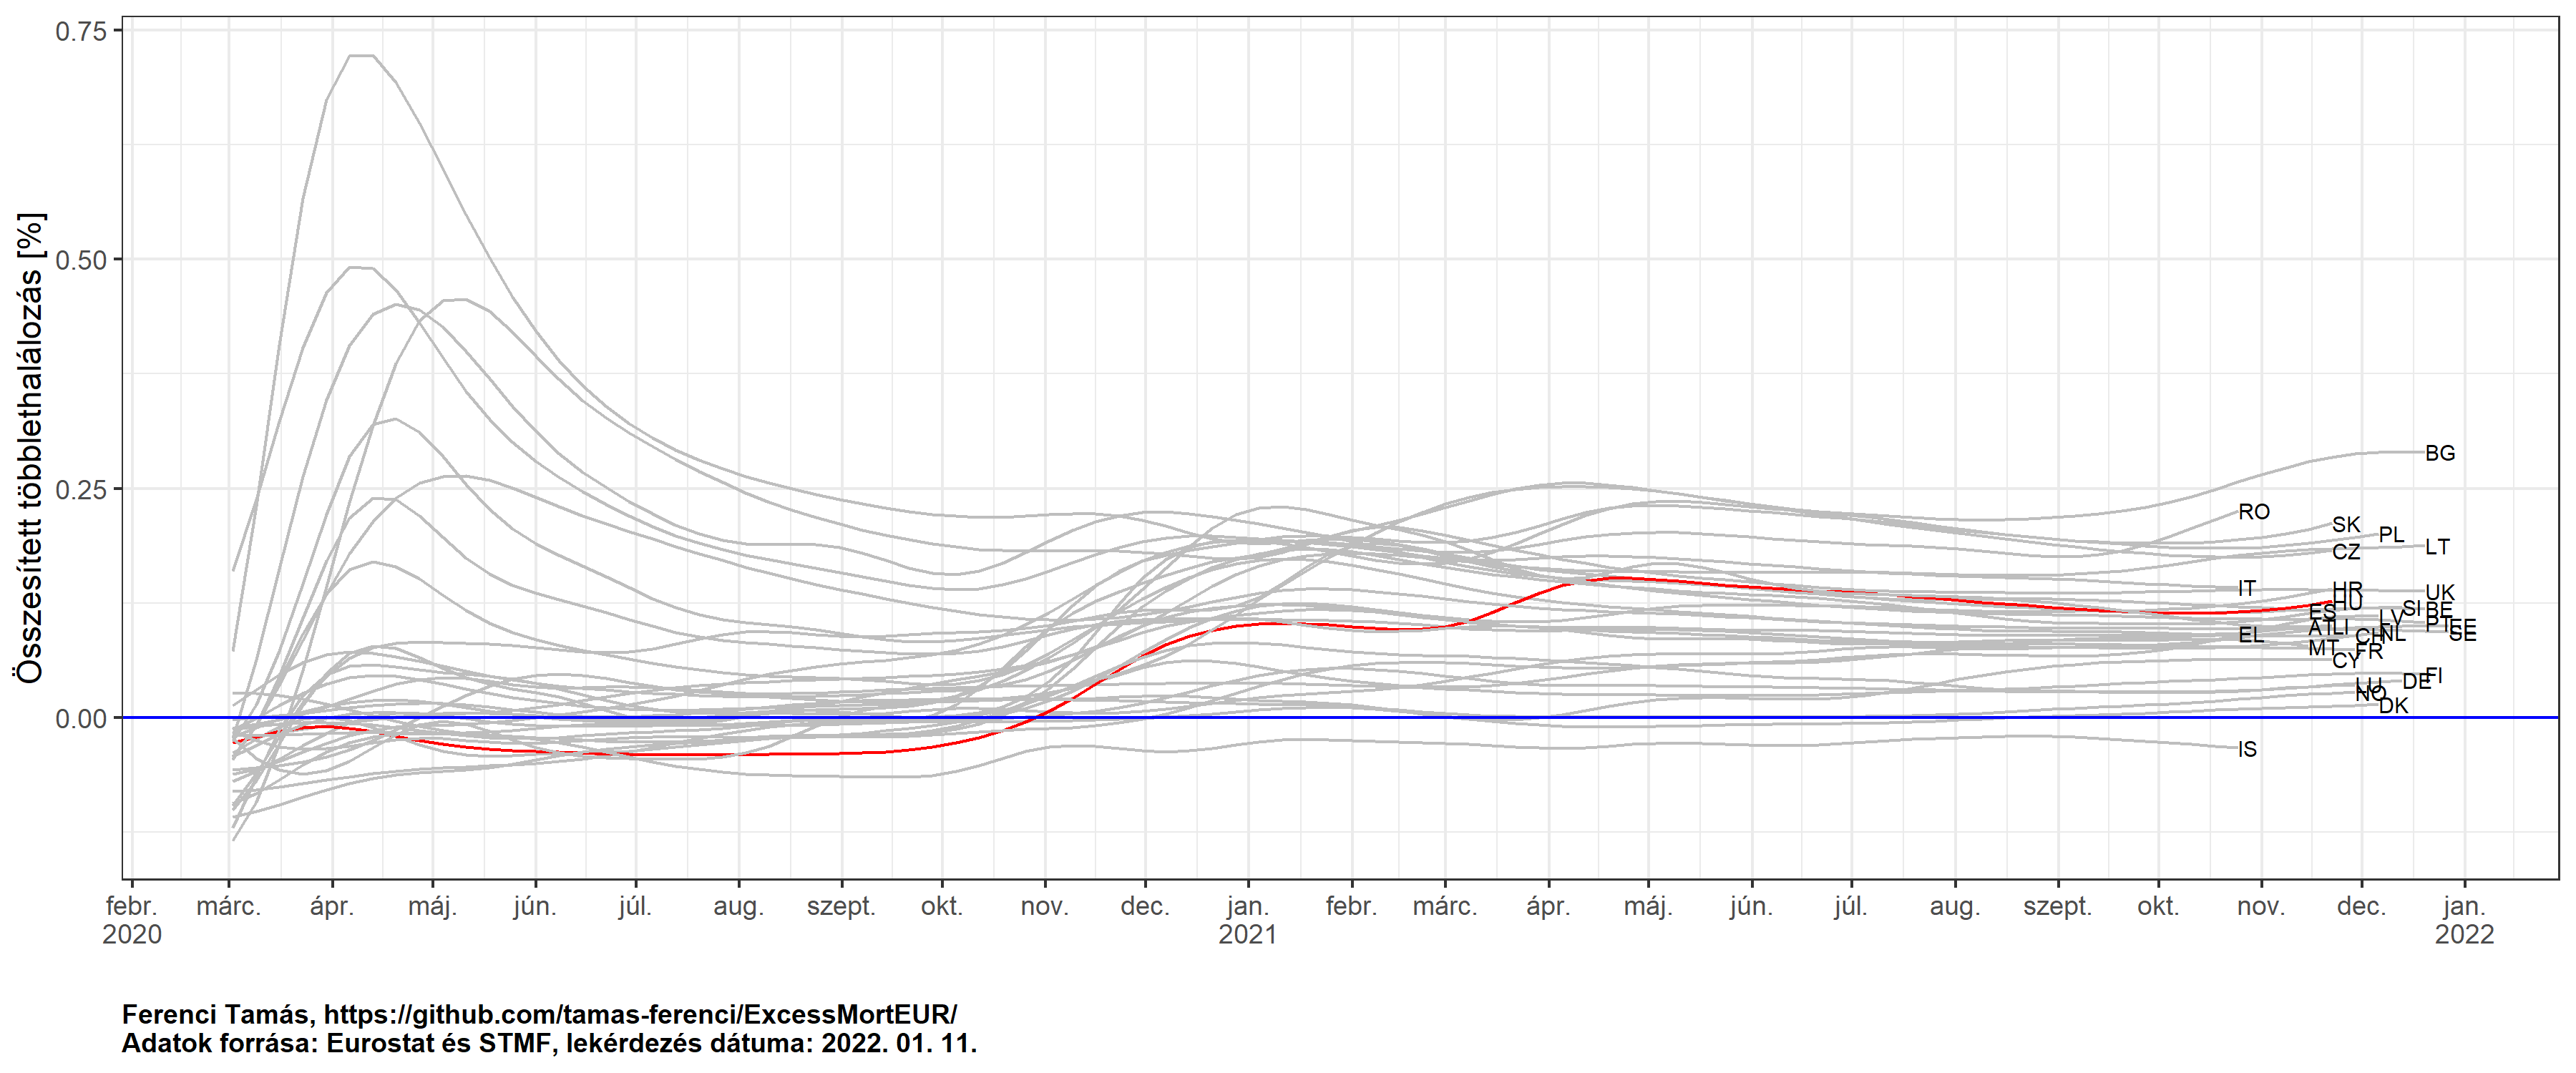 Összesített többlethalálozás [%]
0.75
0.50
0.25
0.00
BG
RO
SK
PL
LT
CZ
IT
HR
UK
HU
SI
BE
ES
LV
PT
EE
AT
LI
NL
SE
EL
CH
MT
FR
CY
FI
DE
LU
NO
DK
IS
febr. márc. ápr. máj. jún. júl. aug. szept. okt. nov. dec. jan. febr. márc. ápr. máj. jún. júl. aug. szept. okt. nov. dec. jan.
2020 2021 2022
Ferenci Tamás, https://github.com/tamas-ferenci/ExcessMortEUR/
Adatok forrása: Eurostat és STMF, lekérdezés dátuma: 2022. 01. 11.